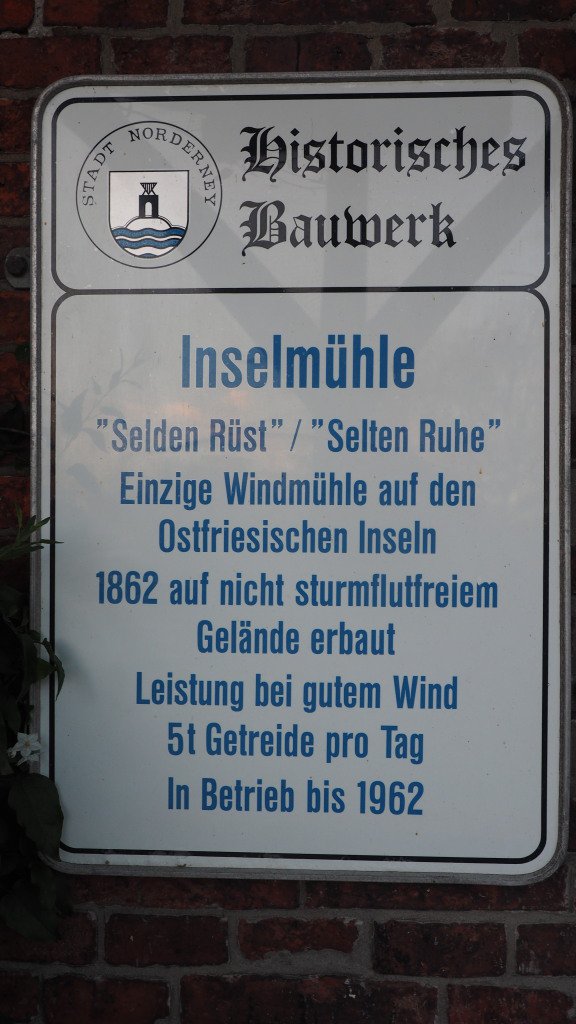 STADT NORDERNEY
Historisches
Bauwerk
Inselmühle
"Selden Rüst" / "Selten Ruhe"
Einzige Windmühle auf den
Ostfriesischen Inseln
1862 auf nicht sturmflutfreiem
Gelände erbaut
Leistung bei gutem Wind
5t Getreide pro Tag
In Betrieb bis 1962